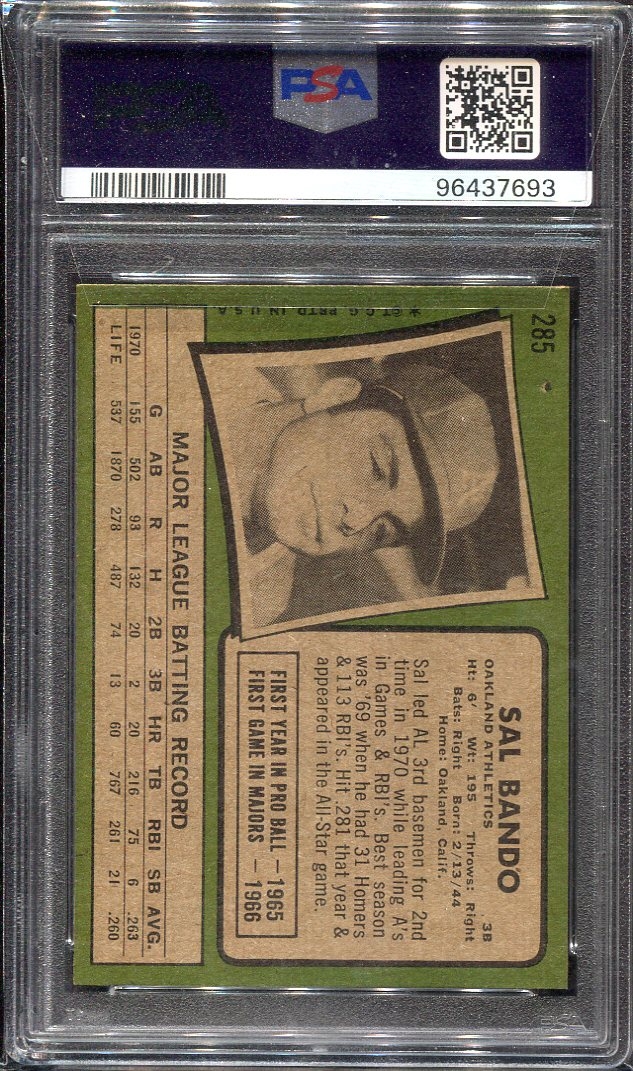 PSA
96437693
285
*©T.C.G. PRTD. IN U.S.A.
SAL BANDO
OAKLAND ATHLETICS 3B
Ht: 6' Wt: 195 Throws: Right
Bats: Right Born: 2/13/44
Home: Oakland, Calif.
Sal led AL 3rd basemen for 2nd
time in 1970 while leading A's
in Games & RBI's. Best season
was '69 when he had 31 Homers
& 113 RBI's. Hit 281 that year &
appeared in the All-Star game.
FIRST YEAR IN PRO BALL — 1965
FIRST GAME IN MAJORS — 1966
MAJOR LEAGUE BATTING RECORD
G AB R H 2B 3B HR TB RBI SB AVG.
1970 155 502 93 132 20 2 20 216 75 6 .263
LIFE 537 1870 278 487 74 13 60 767 261 21 .260